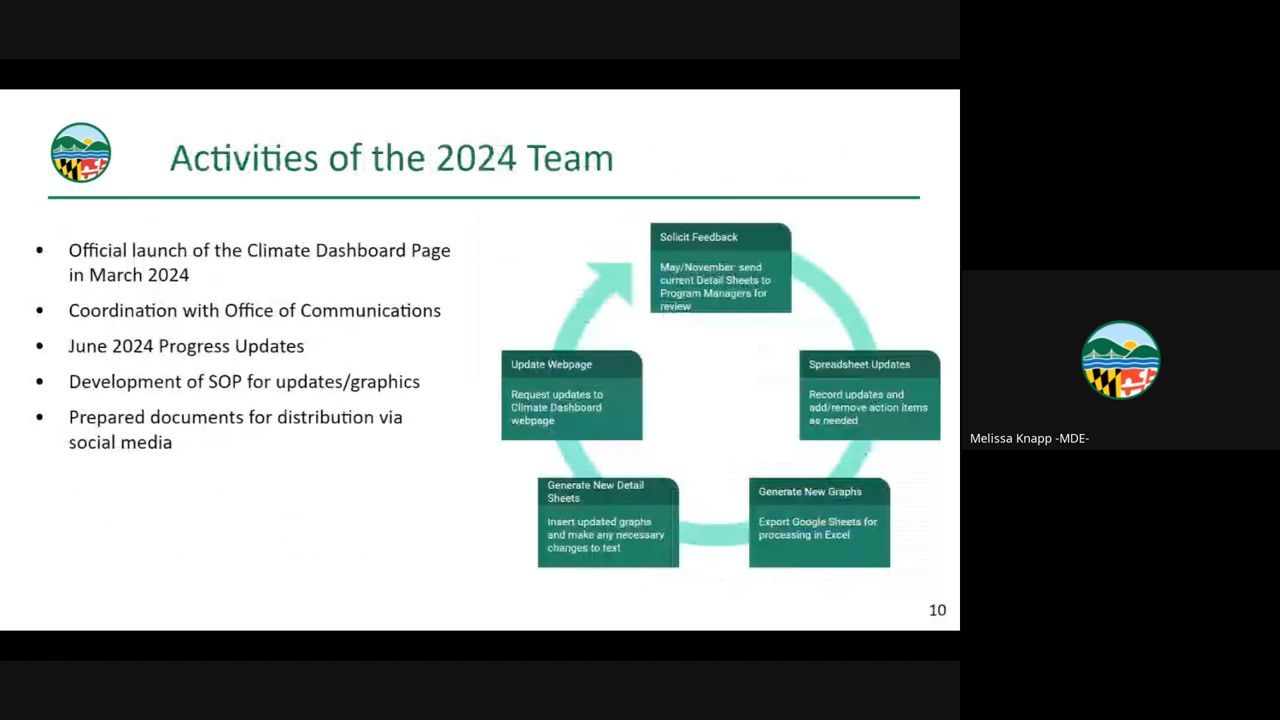 Activities of the 2024 Team
• Official launch of the Climate Dashboard Page
in March 2024
• Coordination with Office of Communications
• June 2024 Progress Updates
• Development of SOP for updates/graphics
• Prepared documents for distribution via
social media
Solicit Feedback
May/November: send
current Detail Sheets to
Program Managers for
review
Spreadsheet Updates
Record updates and
add/remove action items
as needed
Generate New Graphs
Export Google Sheets for
processing in Excel
Generate New Detail
Sheets
Insert updated graphs
and make any necessary
changes to text
Update Webpage
Request updates to
Climate Dashboard
webpage
10
Melissa Knapp -MDE-